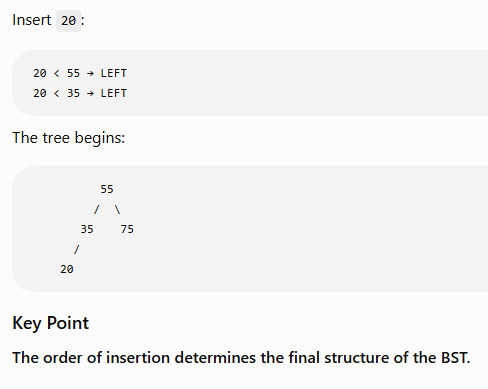 Insert 20:
20 < 55 → LEFT
20 < 35 → LEFT
The tree begins:
55
/ \
35 75
/
20
Key Point
The order of insertion determines the final structure of the BST.